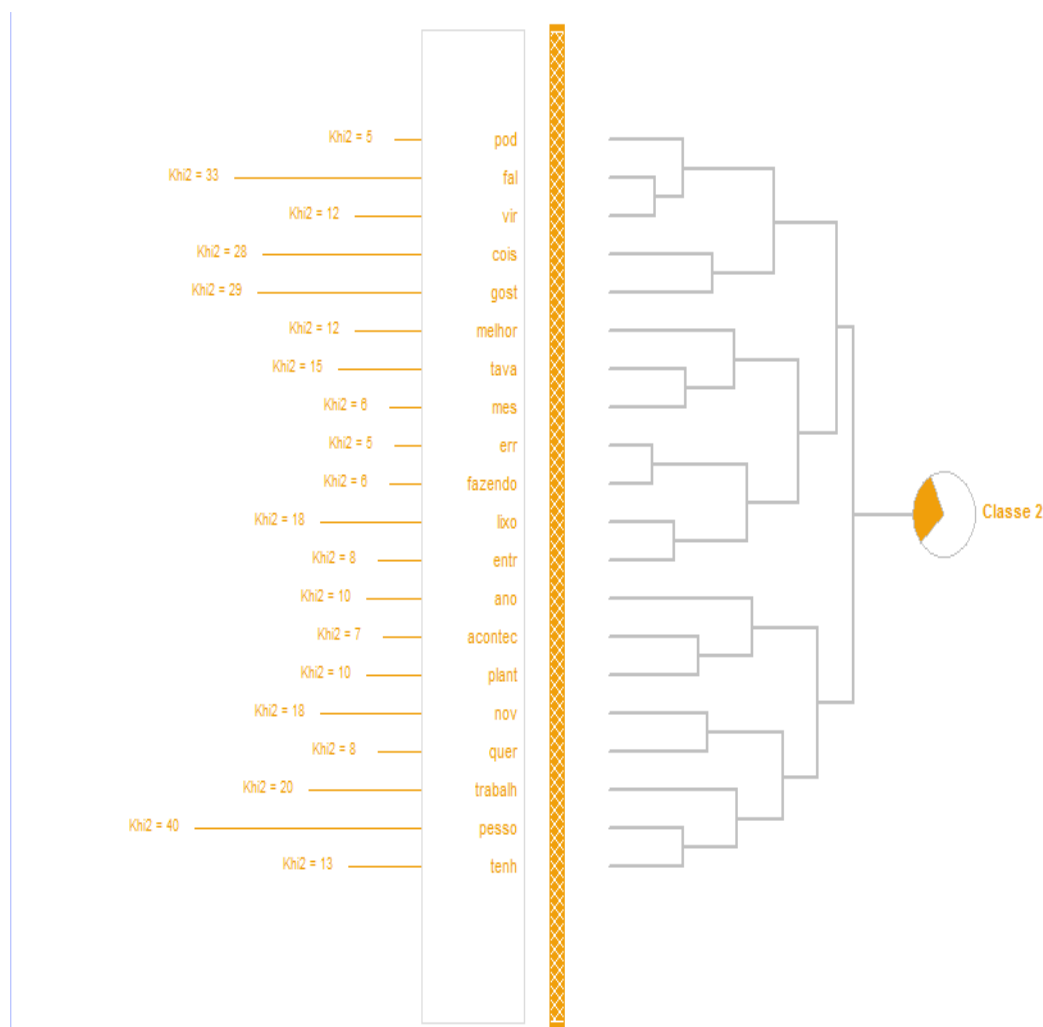 Khi2 = 5 pod
Khi2 = 33 fal
Khi2 = 12 vir
Khi2 = 28 cois
Khi2 = 29 gost
Khi2 = 12 melhor
Khi2 = 15 tava
Khi2 = 6 mes
Khi2 = 5 err
Khi2 = 6 fazendo
Khi2 = 18 lixo
Khi2 = 8 entr
Khi2 = 10 ano
Khi2 = 7 acontec
Khi2 = 10 plant
Khi2 = 18 nov
Khi2 = 8 quer
Khi2 = 20 trabalh
Khi2 = 40 pesso
Khi2 = 13 tenh
Classe 2